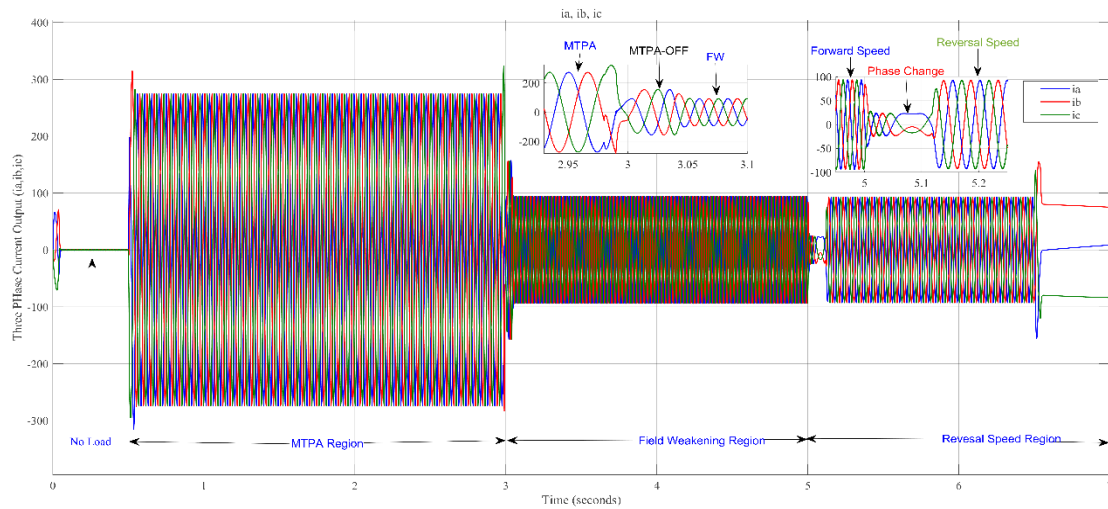 ia, ib, ic
Three PHase Current Output (ia,ib,ic)
400
300
200
100
0
-100
-200
-300
MTPA
MTPA-OFF
FW
200
0
-200
2.95
3
3.05
3.1
Forward Speed
Reversal Speed
Phase Change
100
50
0
-50
-100
5
5.1
5.2
ia
ib
ic
No Load
MTPA Region
Field Weakening Region
Revesal Speed Region
0
1
2
3
4
5
6
Time (seconds)